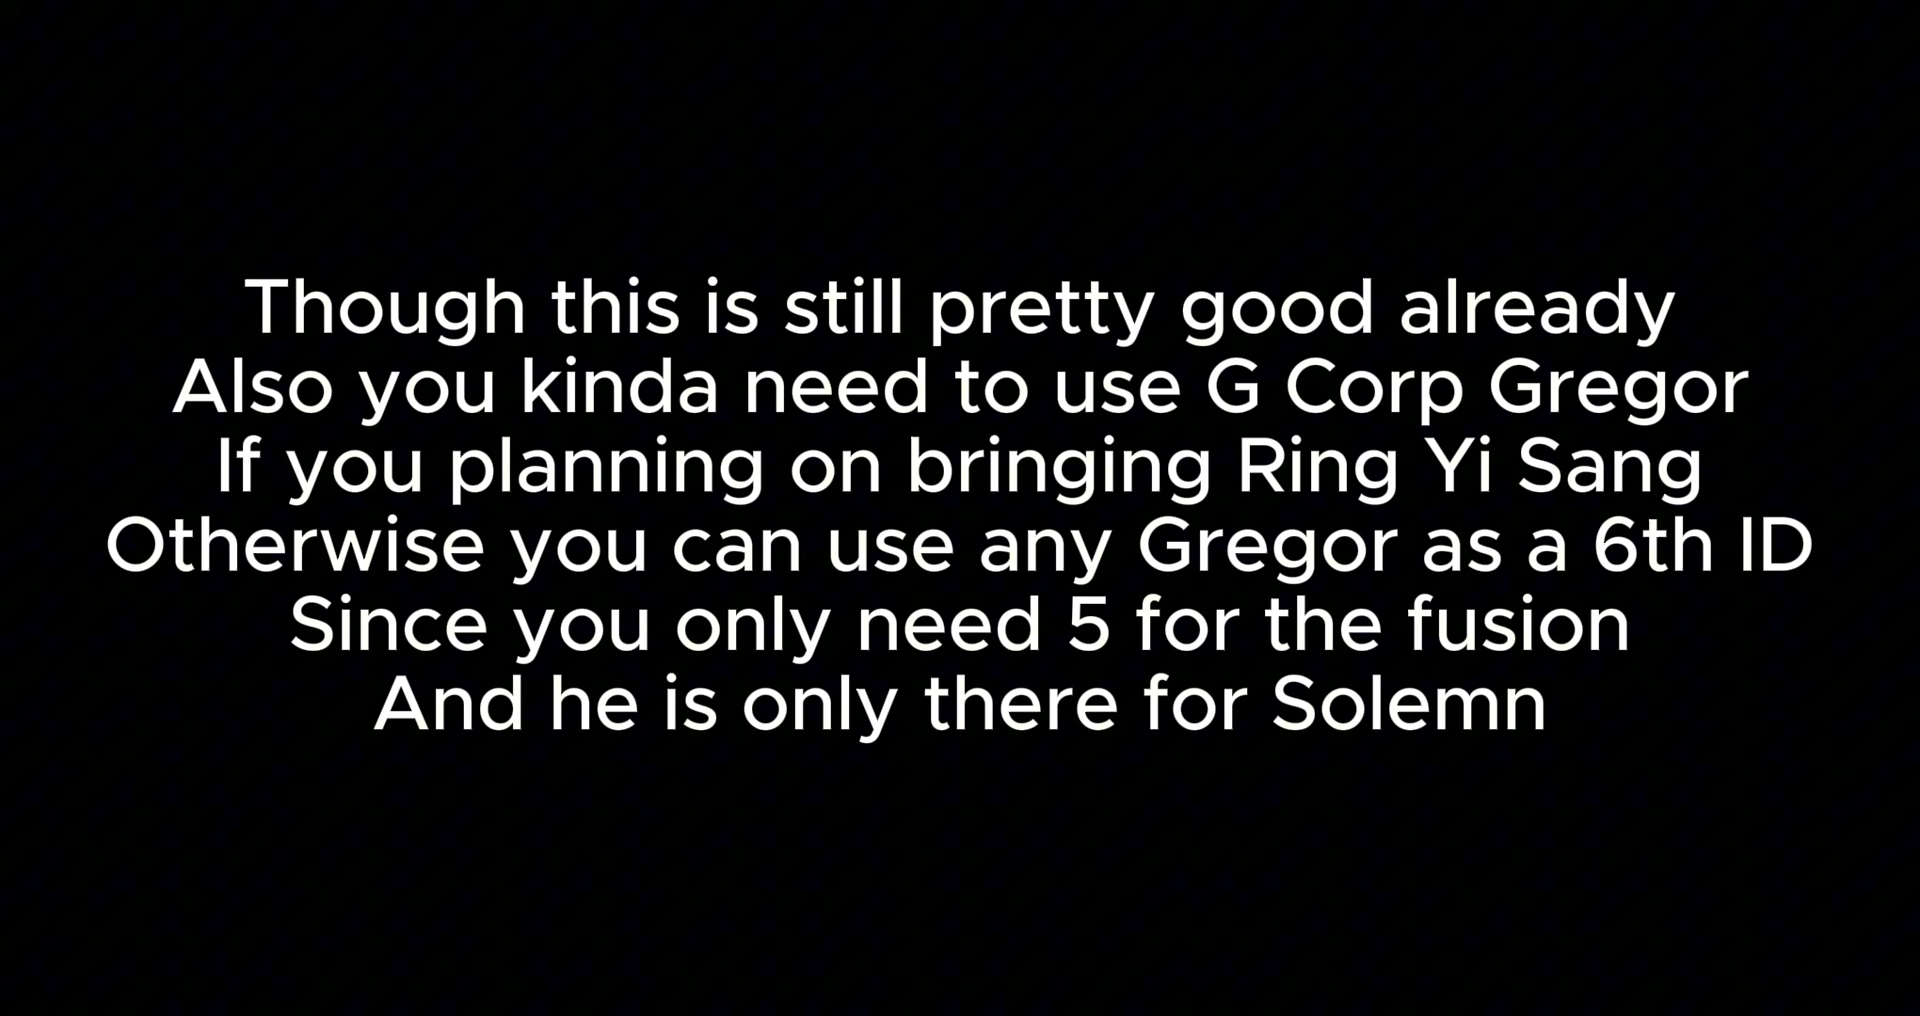 Though this is still pretty good already
Also you kinda need to use G Corp Gregor
If you planning on bringing Ring Yi Sang
Otherwise you can use any Gregor as a 6th ID
Since you only need 5 for the fusion
And he is only there for Solemn